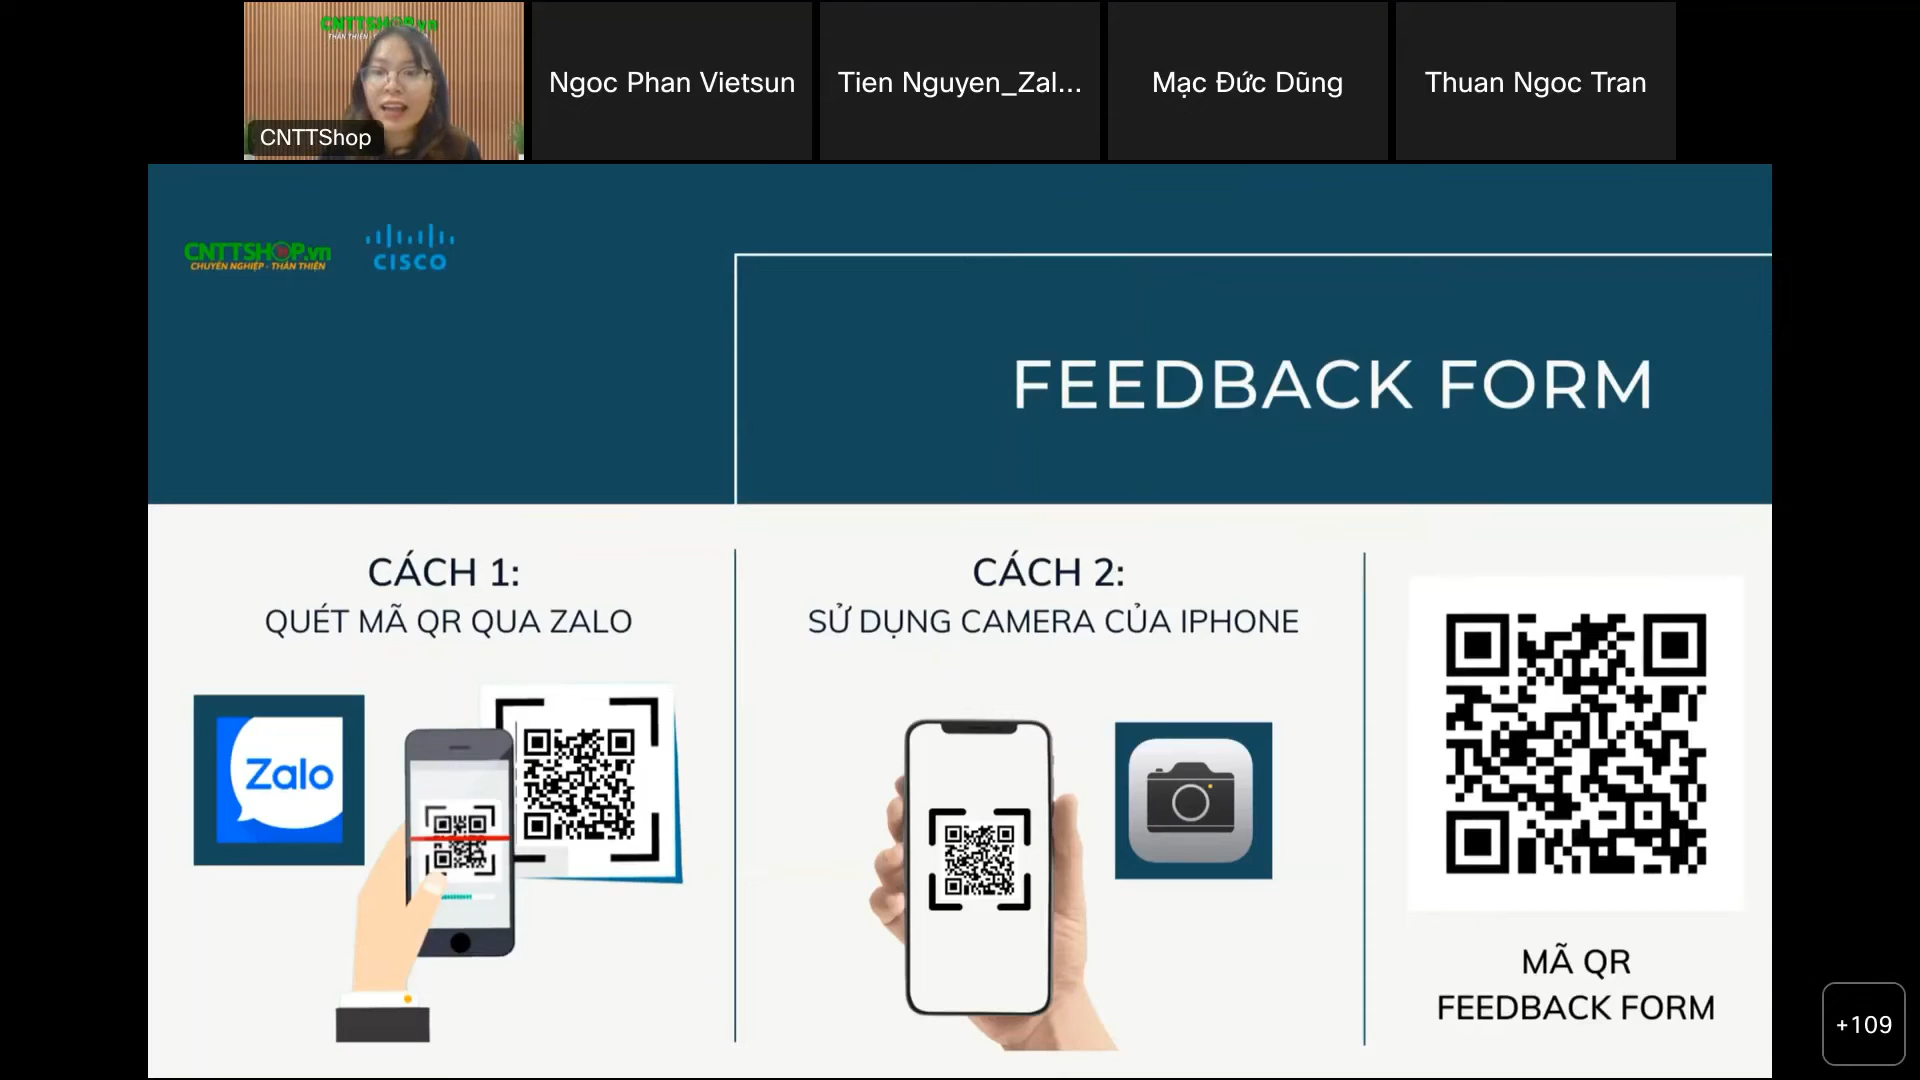 CNTTSHOP.vn
CNTTShop
Ngoc Phan Vietsun
Tien Nguyen_Zal...
Mạc Đức Dũng
Thuan Ngoc Tran
CNTTSHOP.vn
CHUYÊN NGHIỆP - THÂN THIỆN
CISCO
FEEDBACK FORM
CÁCH 1:
QUÉT MÃ QR QUA ZALO
Zalo
CÁCH 2:
SỬ DỤNG CAMERA CỦA IPHONE
MÃ QR
FEEDBACK FORM
+109